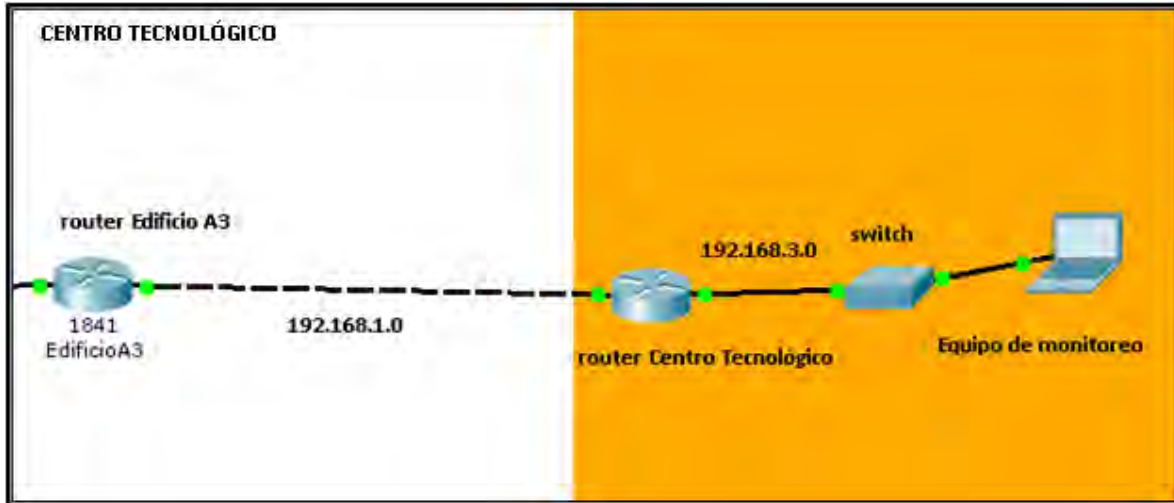 CENTRO TECNOLÓGICO
router Edificio A3
1841
EdificioA3
192.168.1.0
192.168.3.0
switch
router Centro Tecnológico
Equipo de monitoreo